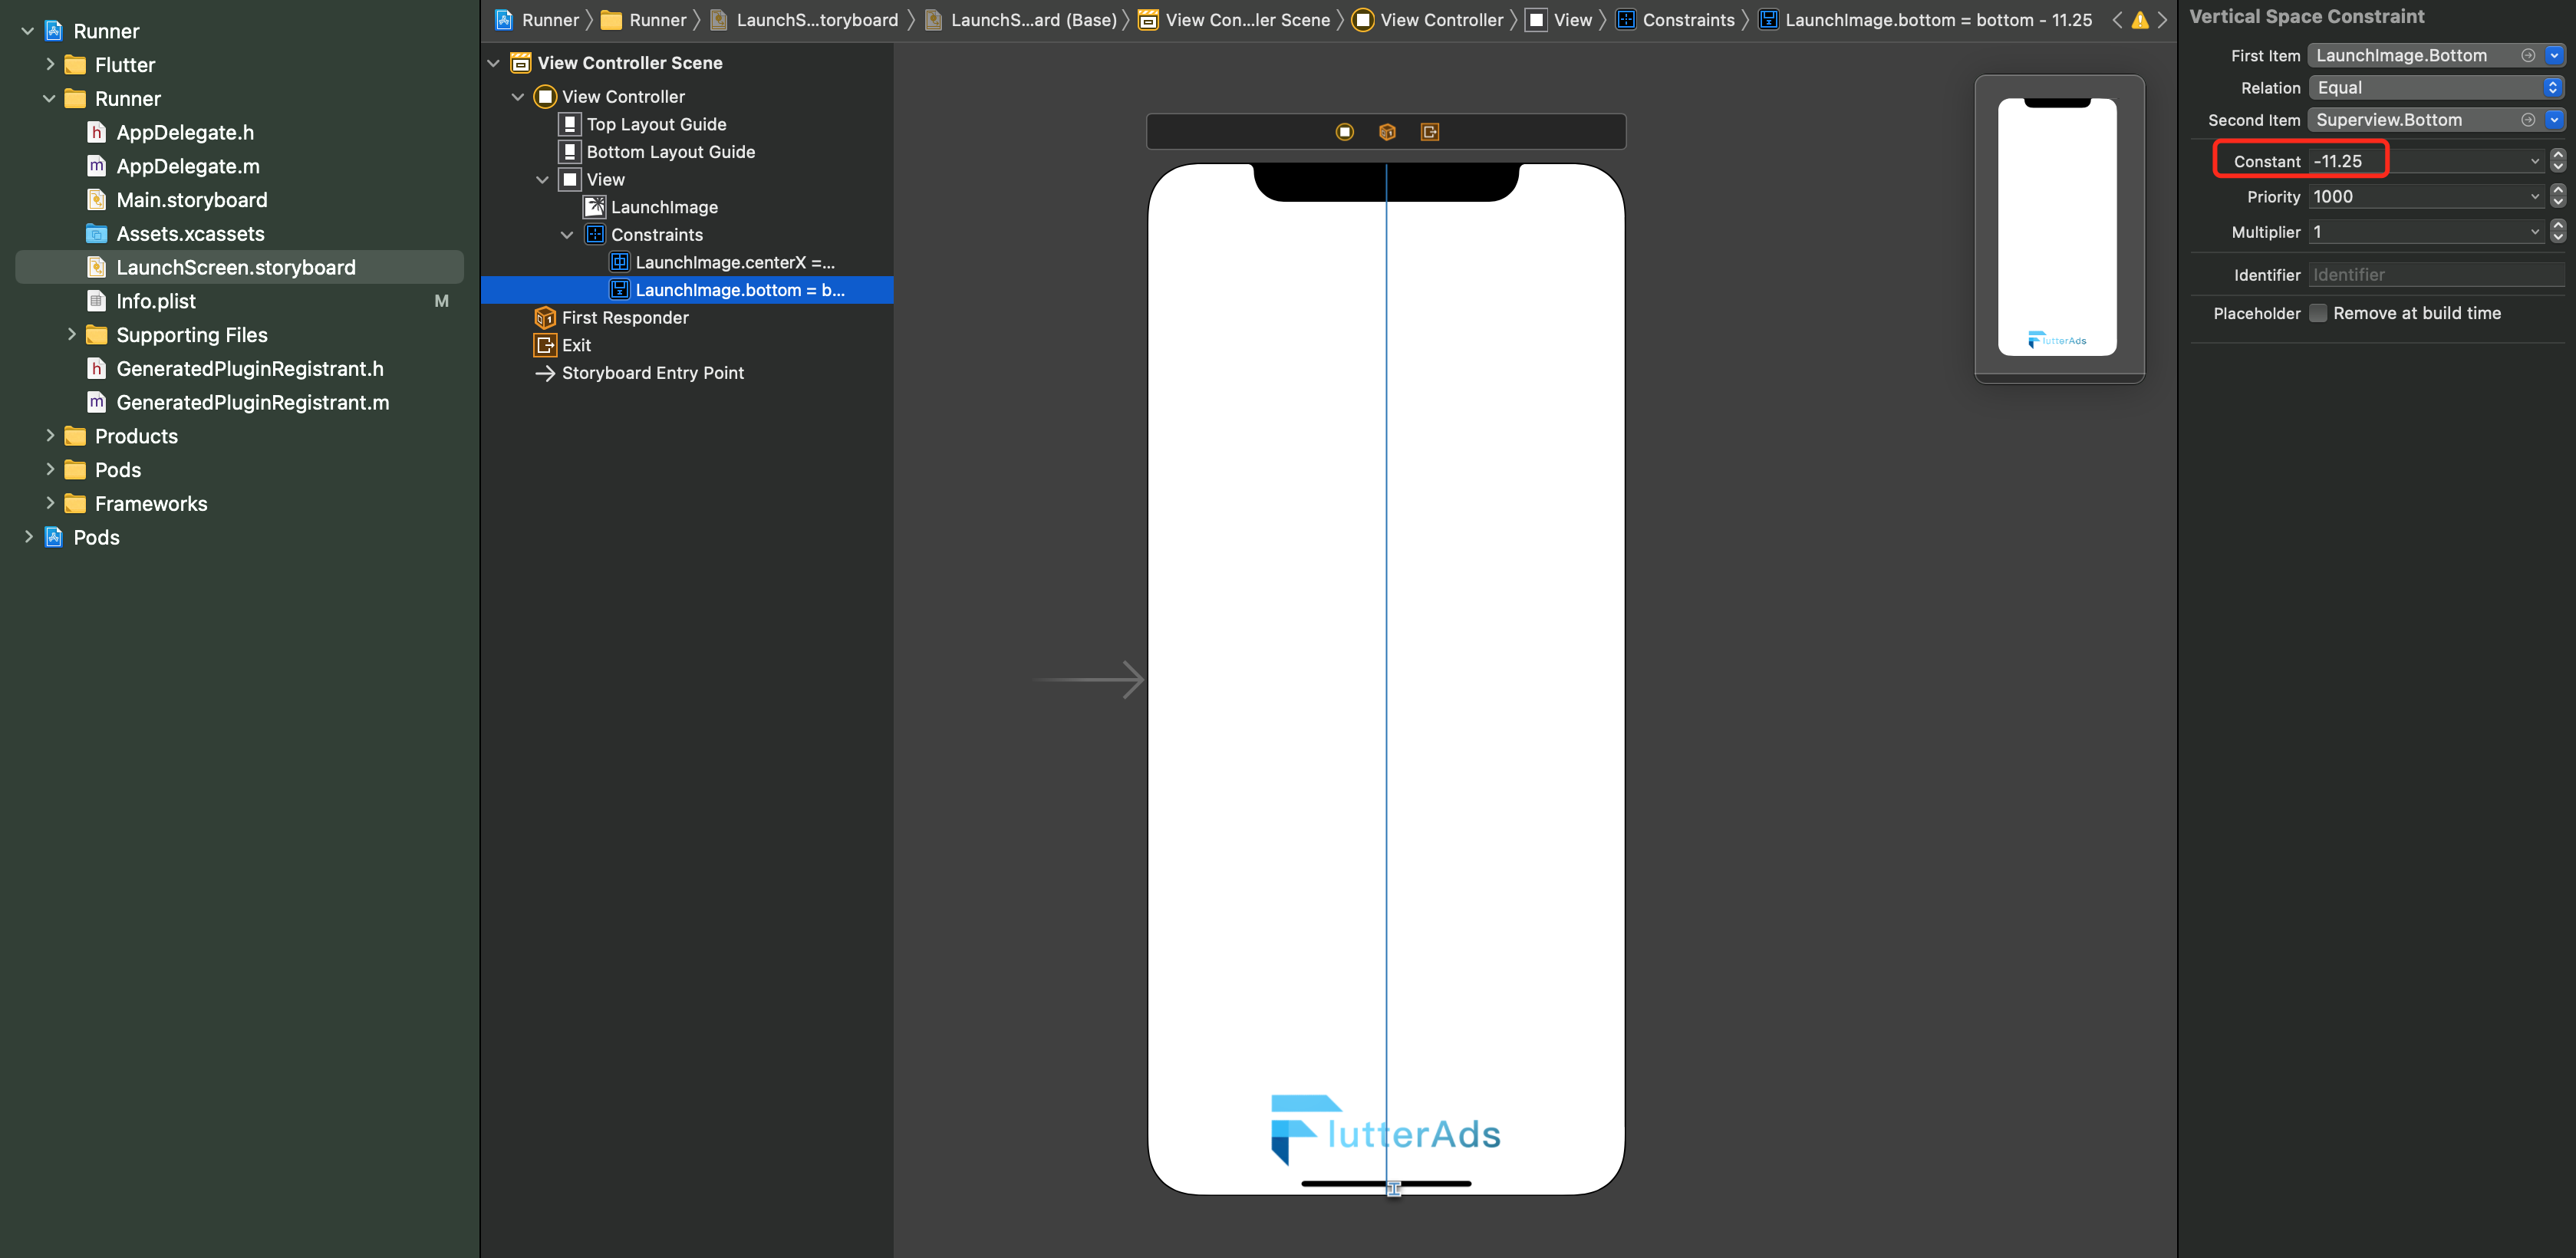 Runner
Flutter
Runner
AppDelegate.h
AppDelegate.m
Main.storyboard
Assets.xcassets
LaunchScreen.storyboard
Info.plist M
Supporting Files
GeneratedPluginRegistrant.h
GeneratedPluginRegistrant.m
Products
Pods
Frameworks
Pods
Runner Runner LaunchS...toryboard LaunchS...ard (Base) View Con...ler Scene View Controller View Constraints LaunchImage.bottom = bottom - 11.25
View Controller Scene
View Controller
Top Layout Guide
Bottom Layout Guide
View
LaunchImage
Constraints
LaunchImage.centerX =...
LaunchImage.bottom = b...
First Responder
Exit
Storyboard Entry Point
lutterAds
lutterAds
Vertical Space Constraint
First Item LaunchImage.Bottom
Relation Equal
Second Item Superview.Bottom
Constant -11.25
Priority 1000
Multiplier 1
Identifier Identifier
Placeholder Remove at build time